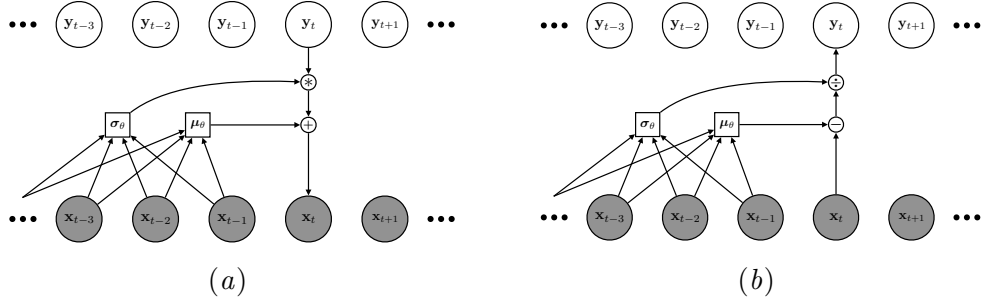 ••• y_{t−3} y_{t−2} y_{t−1} y_t y_{t+1} ••• ••• y_{t−3} y_{t−2} y_{t−1} y_t y_{t+1} •••
* ÷
σ_θ μ_θ + σ_θ μ_θ −
••• x_{t−3} x_{t−2} x_{t−1} x_t x_{t+1} ••• ••• x_{t−3} x_{t−2} x_{t−1} x_t x_{t+1} •••
(a) (b)